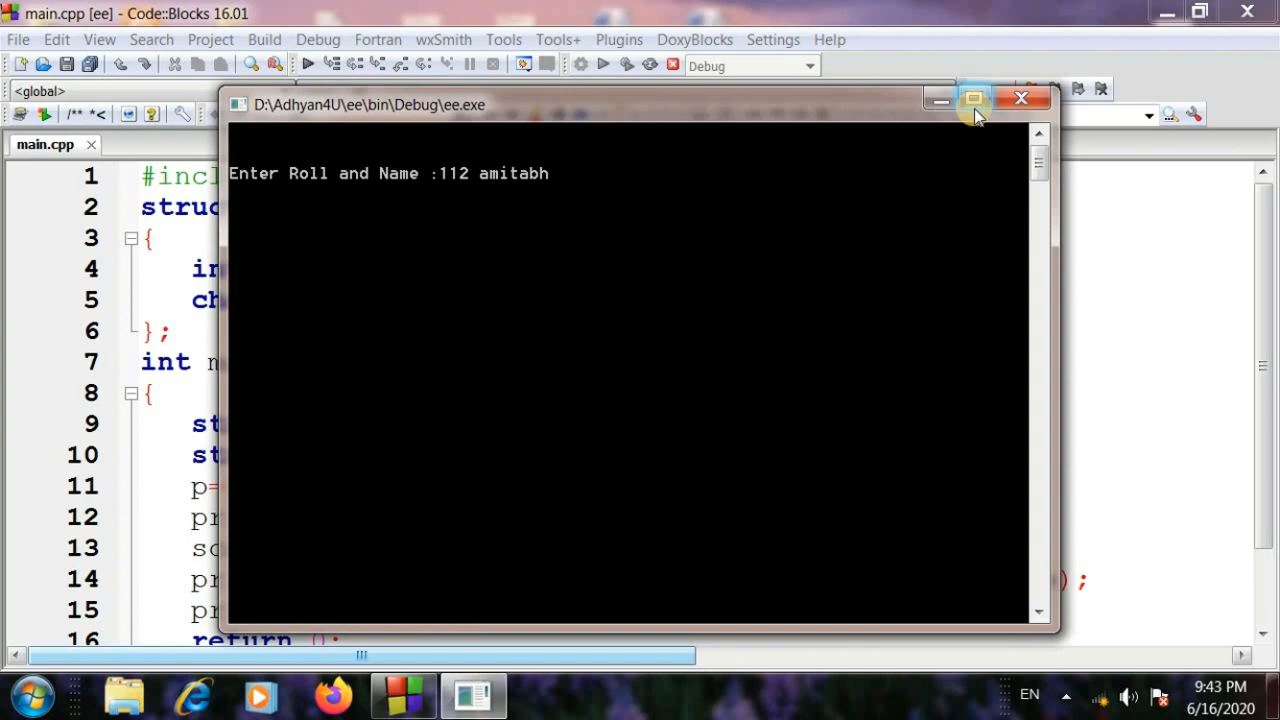 main.cpp [ee] - Code::Blocks 16.01
File Edit View Search Project Build Debug Fortran wxSmith Tools Tools+ Plugins DoxyBlocks Settings Help
Debug
<global>
D:\Adhyan4U\ee\bin\Debug\ee.exe
/** *<
main.cpp
Enter Roll and Name :112 amitabh
1 #incl
2 struc
3 {
4 in
5 ch
6 };
7 int m
8 {
9 st
10 st
11 p=
12 pr
13 sc
14 pr );
15 pr
16 return ();
EN
9:43 PM
6/16/2020